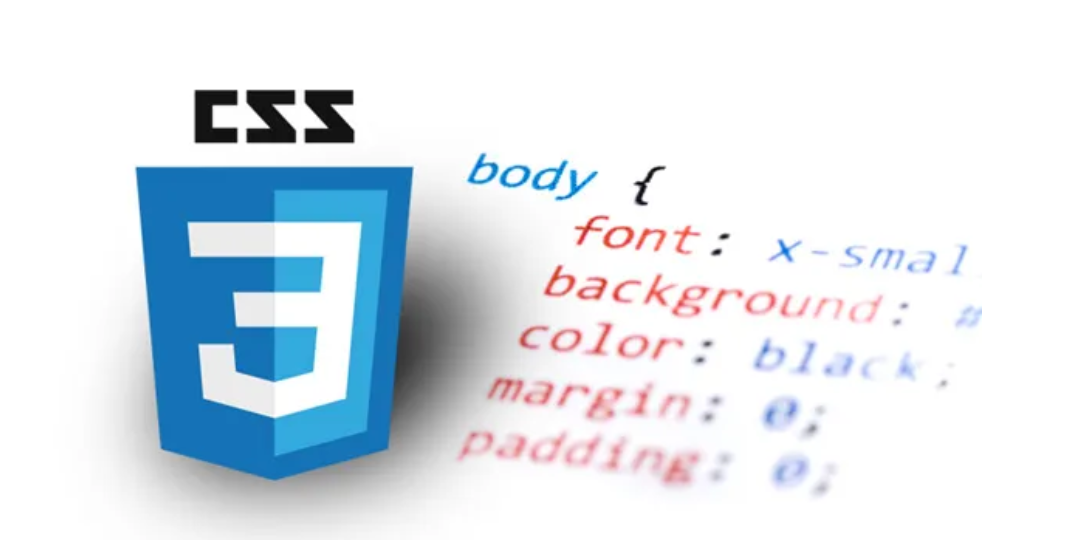 CSS
3
body {
font: x-smal
background: #
color: black;
margin: 0;
padding: 0;